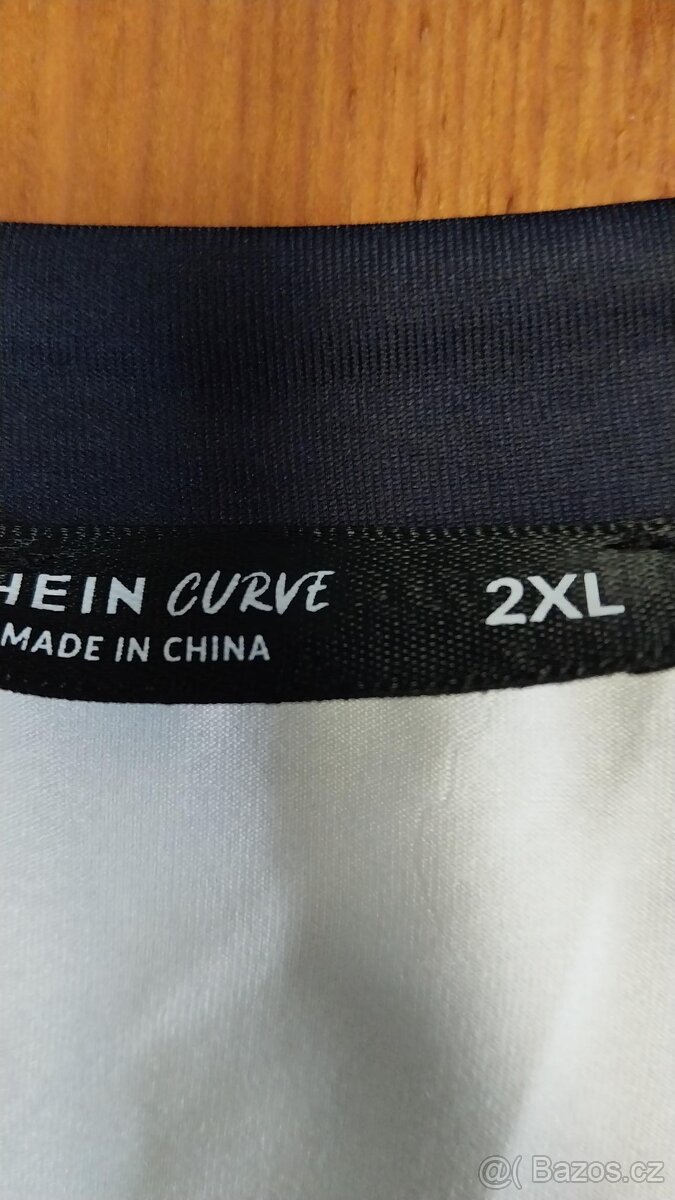 HEIN CURVE 2XL
MADE IN CHINA
@( Bazos.cz